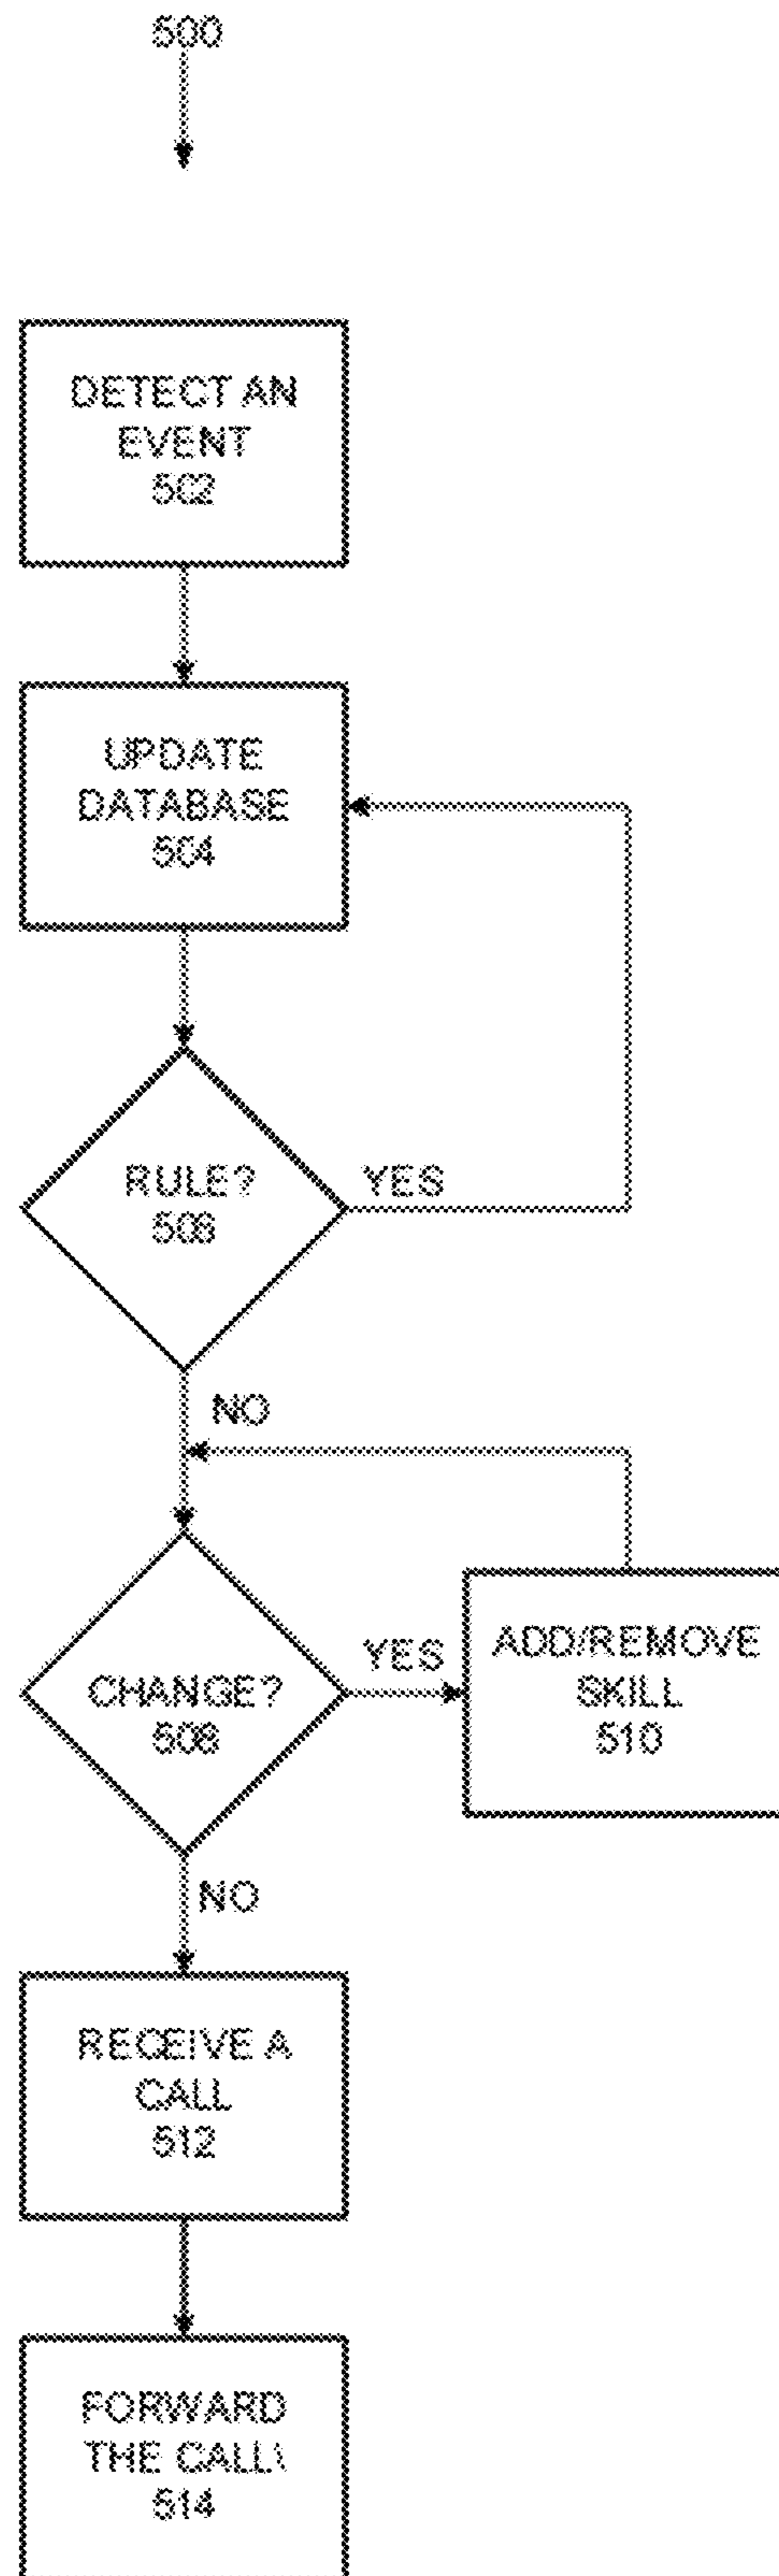 500
DETECT AN
EVENT
502
UPDATE
DATABASE
504
RULE?
506
YES
NO
CHANGE?
508
YES
ADD/REMOVE
SKILL
510
NO
RECEIVE A
CALL
512
FORWARD
THE CALL\
514